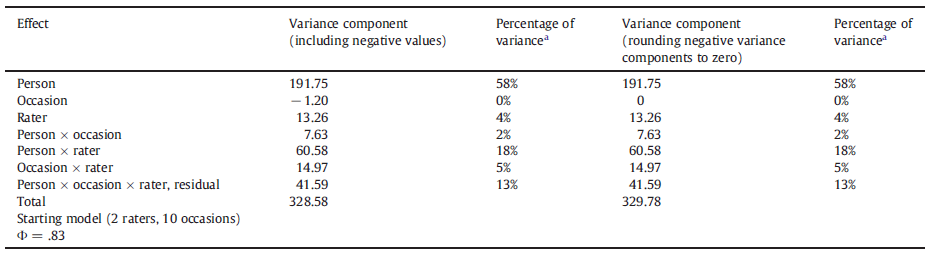 Effect Variance component Percentage of Variance component Percentage of
(including negative values) varianceᵃ (rounding negative variance varianceᵃ
components to zero)
Person 191.75 58% 191.75 58%
Occasion − 1.20 0% 0 0%
Rater 13.26 4% 13.26 4%
Person × occasion 7.63 2% 7.63 2%
Person × rater 60.58 18% 60.58 18%
Occasion × rater 14.97 5% 14.97 5%
Person × occasion × rater, residual 41.59 13% 41.59 13%
Total 328.58 329.78
Starting model (2 raters, 10 occasions)
Φ = .83